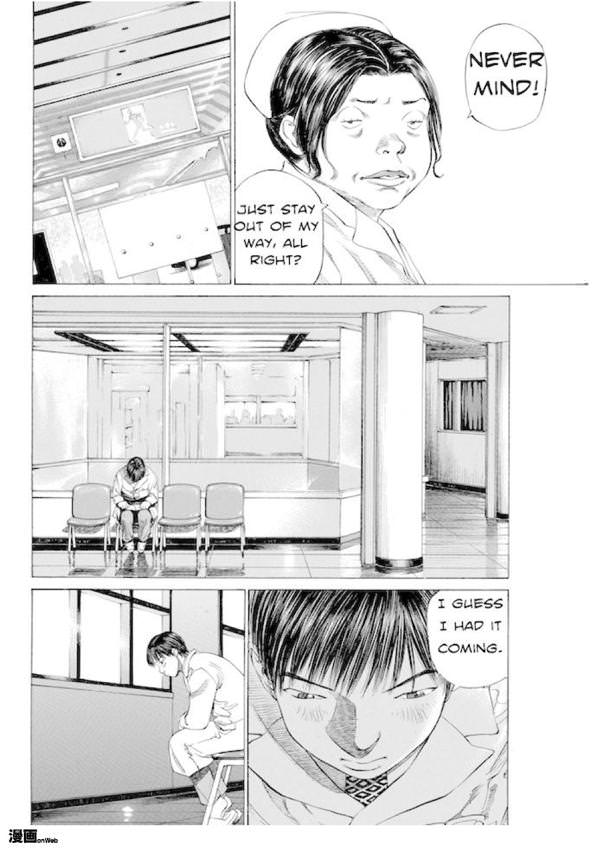 NEVER
MIND!
JUST STAY
OUT OF MY
WAY, ALL
RIGHT?
I GUESS
I HAD IT
COMING.
漫画onWeb